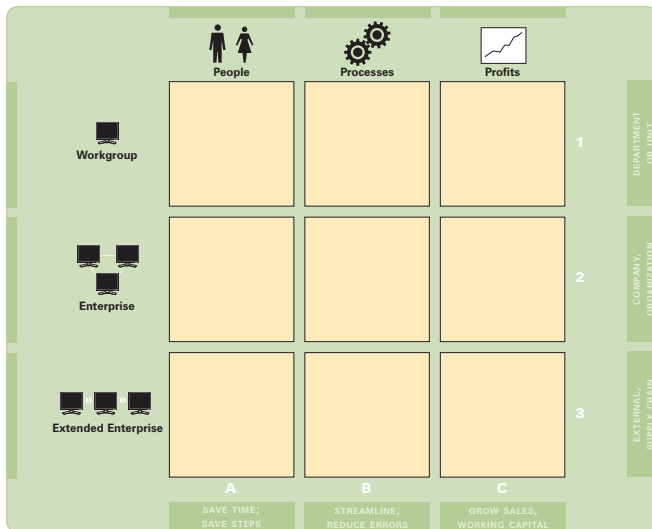 People
Processes
Profits
Workgroup
1
DEPARTMENT
OR UNIT
Enterprise
2
COMPANY,
ORGANIZATION
Extended Enterprise
3
EXTERNAL,
SUPPLY CHAIN
A
B
C
SAVE TIME;
SAVE STEPS
STREAMLINE;
REDUCE ERRORS
GROW SALES,
WORKING CAPITAL